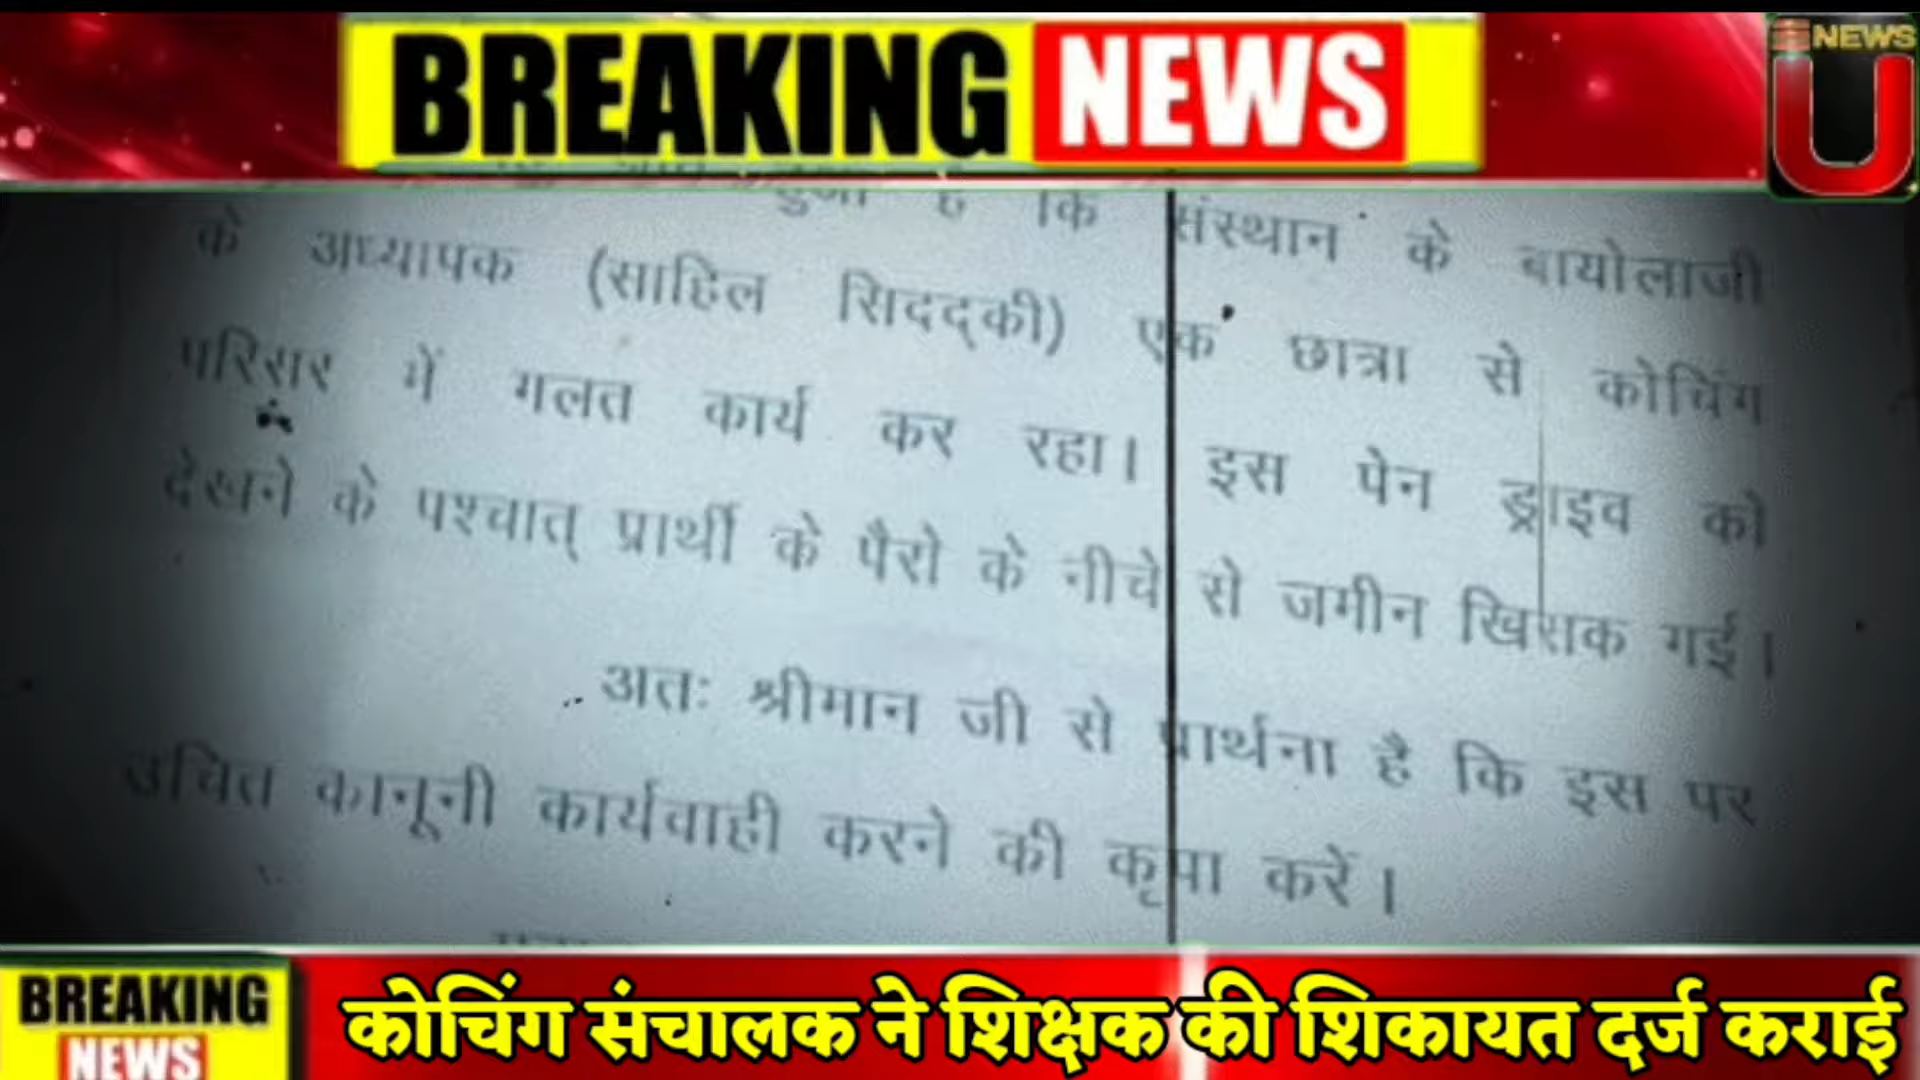 BREAKING NEWS
NEWS
U
कि संस्थान के बायोलाजी
के अध्यापक (साहिल सिदद्की) एक छात्रा से कोचिंग
परिसर में गलत कार्य कर रहा। इस पेन ड्राइव को
देखने के पश्चात् प्रार्थी के पैरो के नीचे से जमीन खिसक गई।
अतः श्रीमान जी से प्रार्थना है कि इस पर
उचित कानूनी कार्यवाही करने की कृपा करें।
BREAKING
NEWS
कोचिंग संचालक ने शिक्षक की शिकायत दर्ज कराई